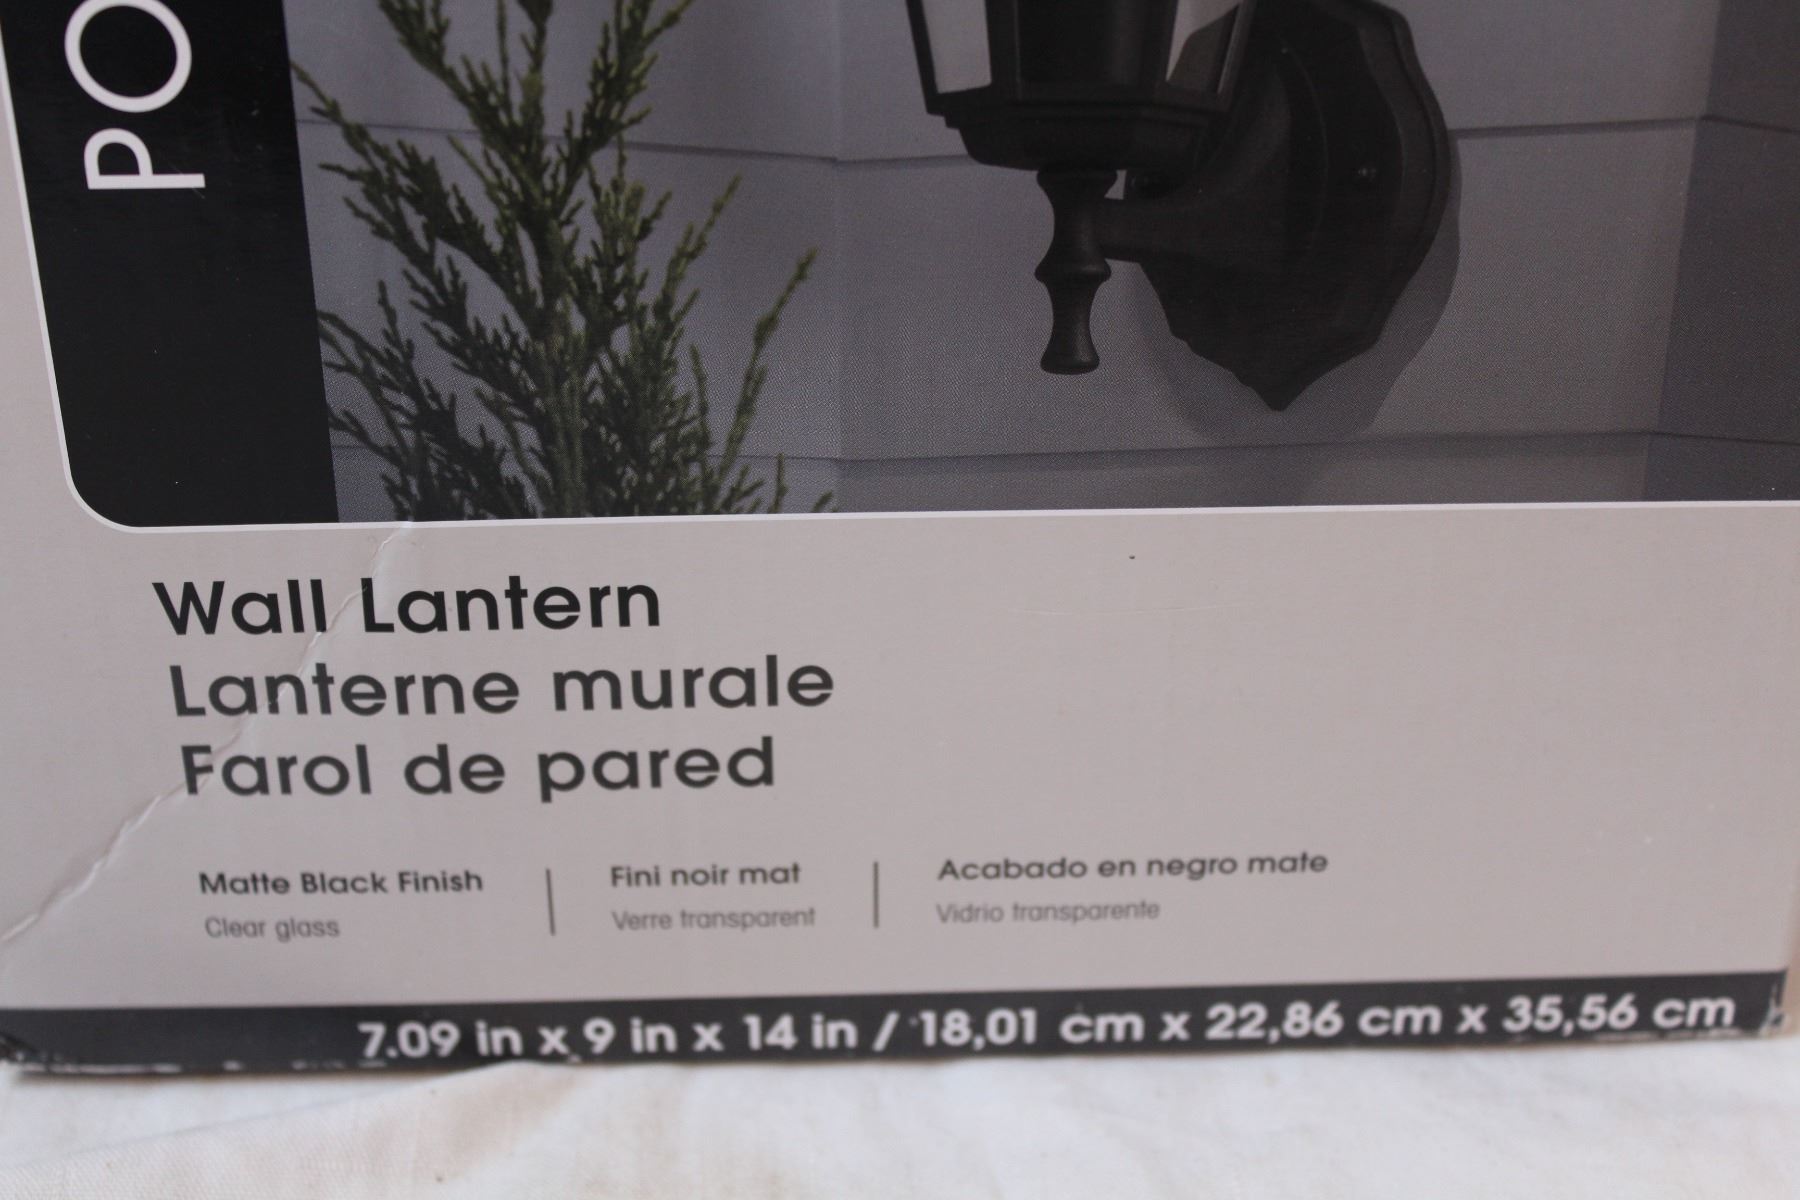 PO
Wall Lantern
Lanterne murale
Farol de pared
Matte Black Finish
Clear glass
Fini noir mat
Verre transparent
Acabado en negro mate
Vidrio transparente
7.09 in x 9 in x 14 in / 18,01 cm x 22,86 cm x 35,56 cm